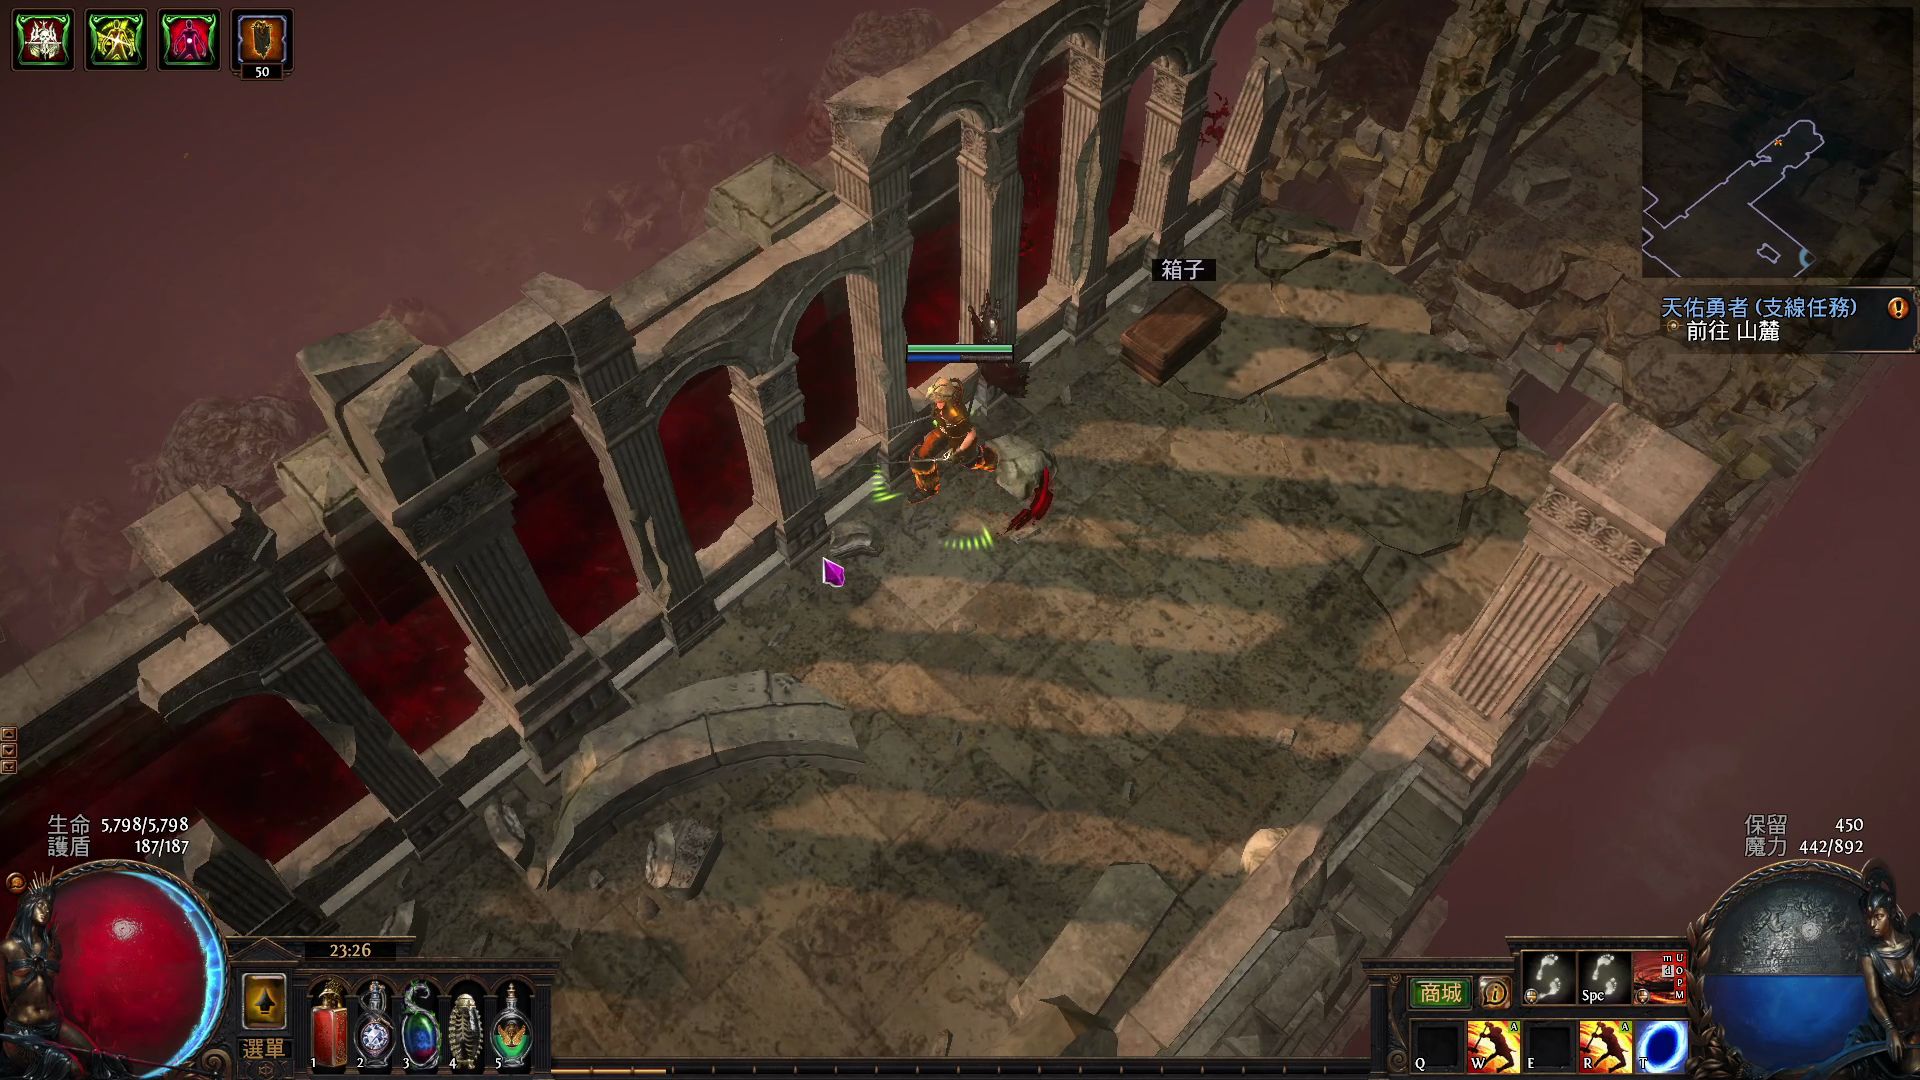 50
箱子
天佑勇者 (支線任務)
前往 山麓
生命 5,798/5,798
護盾 187/187
保留 450
魔力 442/892
23:26
選單
1
2
3
4
5
商城
Spc
m U
d O
P
M
Q
W A
E
R A
T